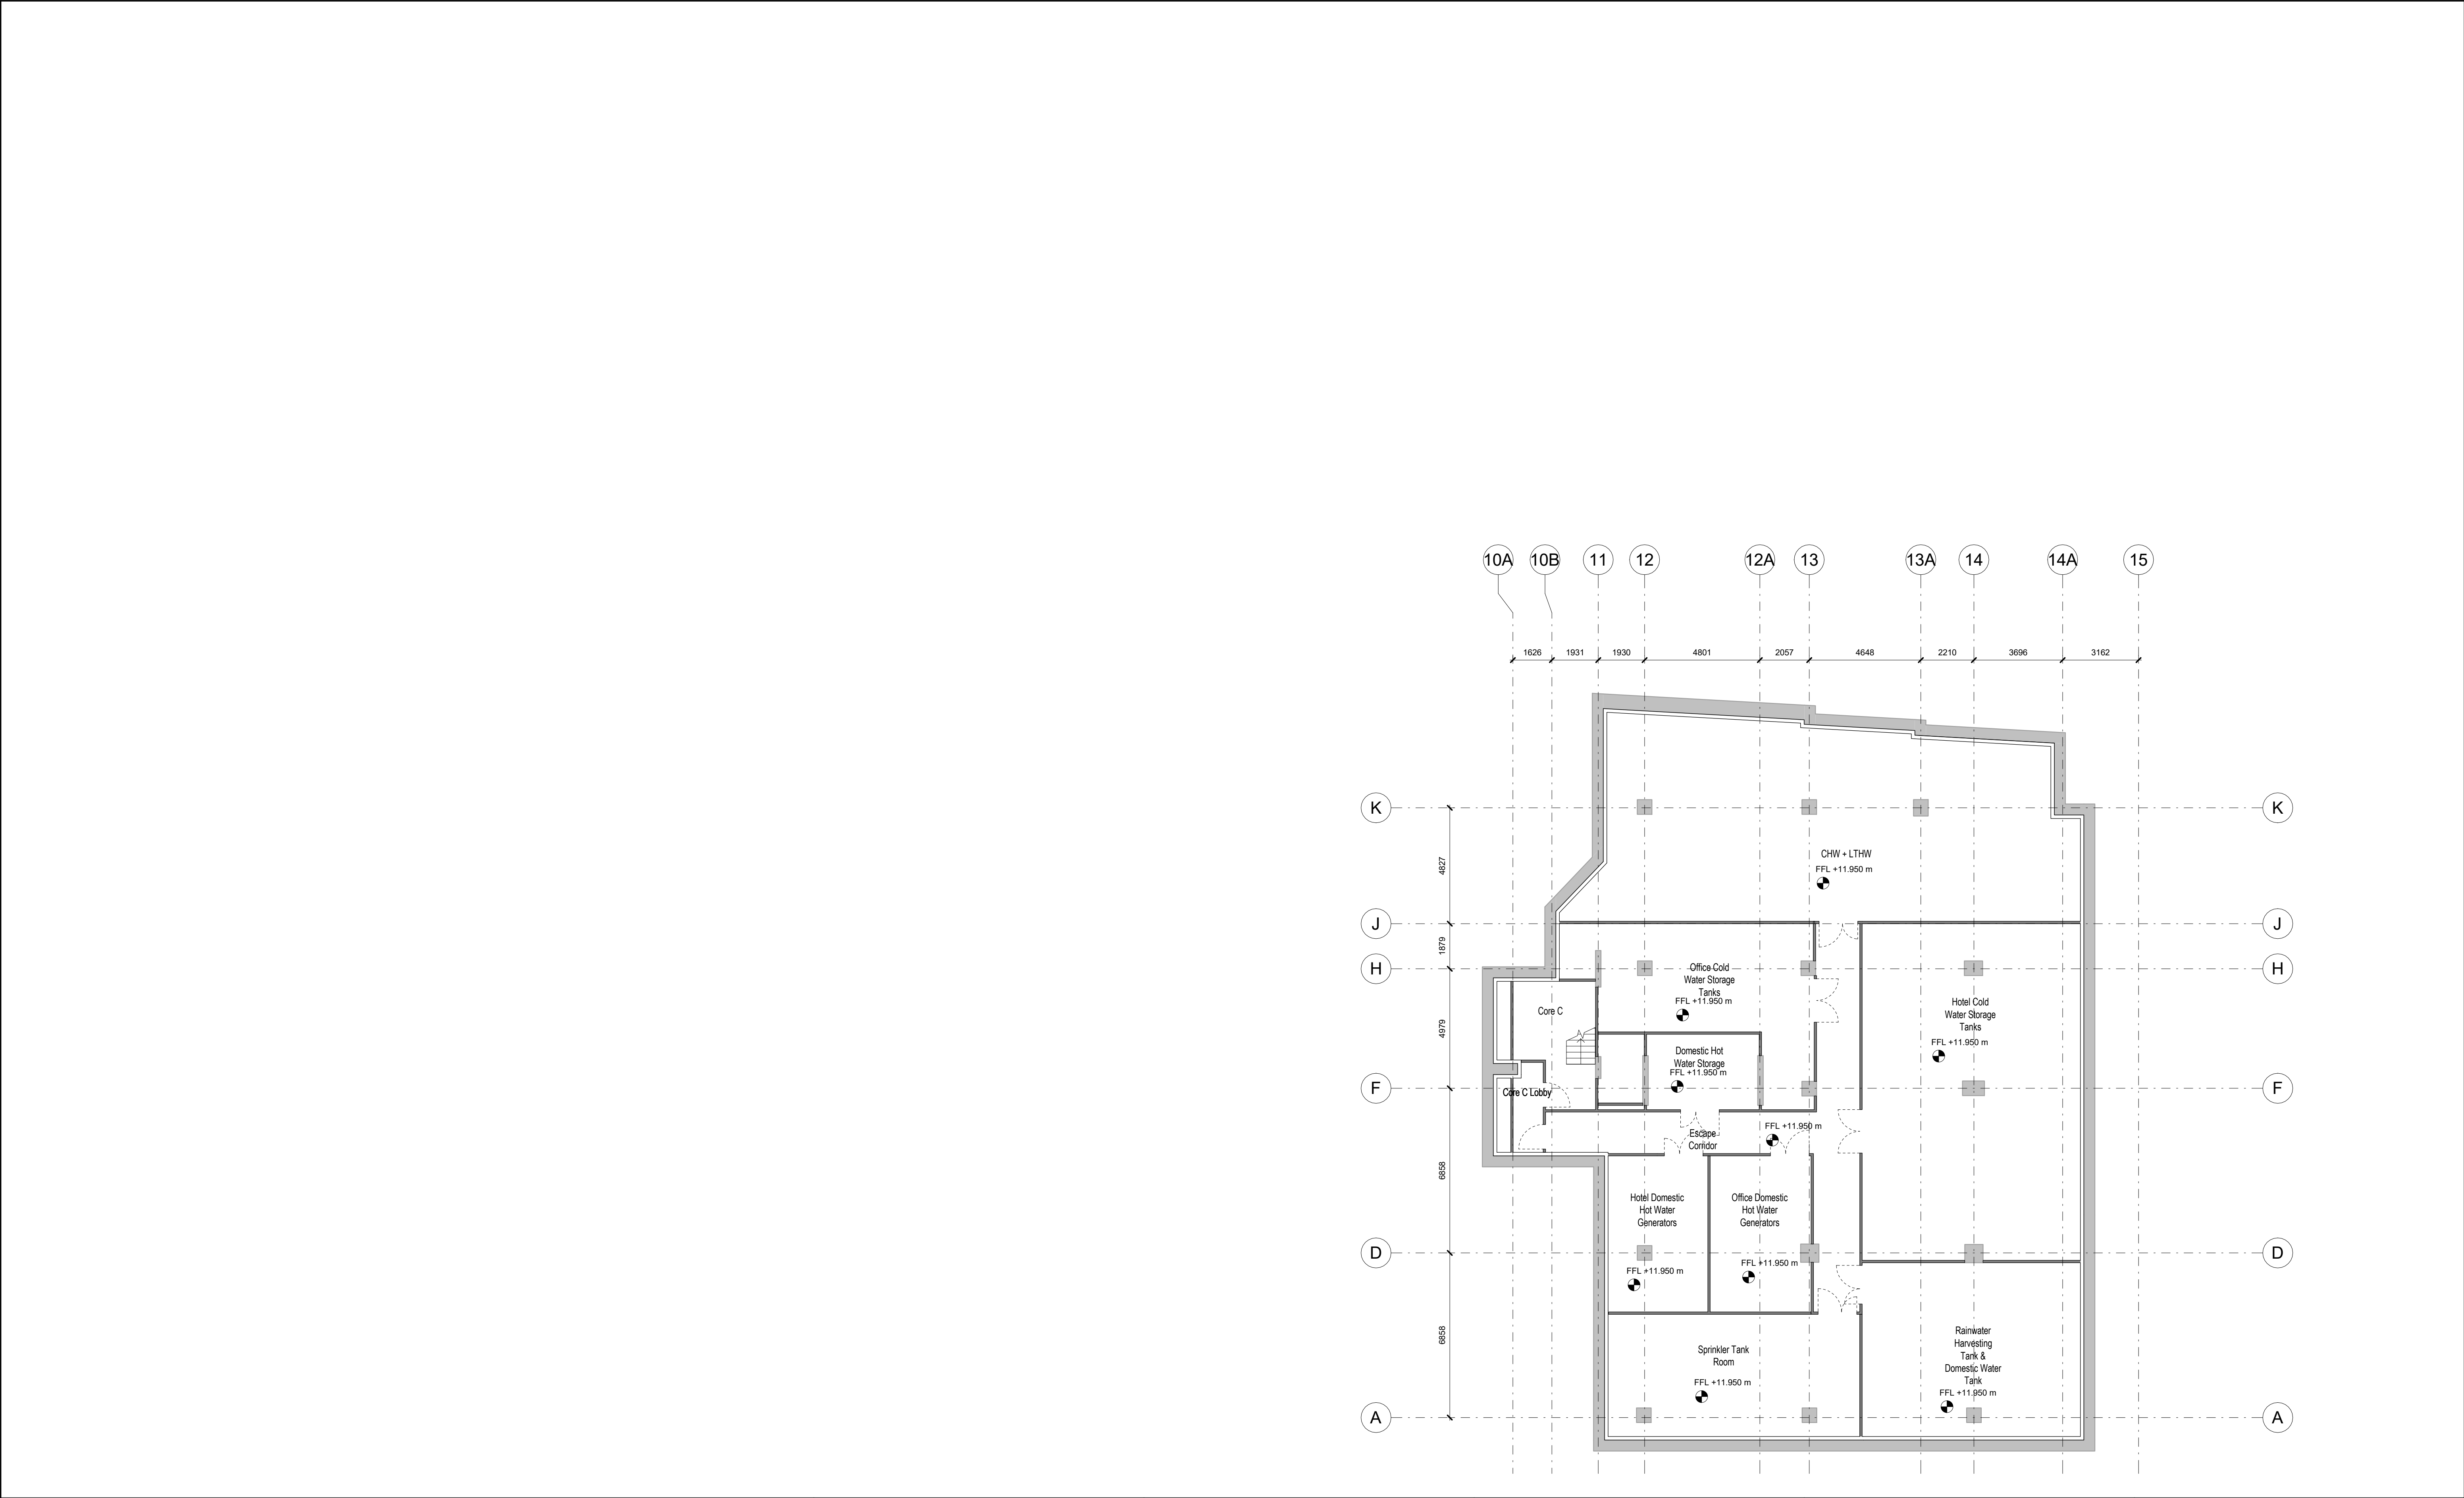 10A 10B 11 12 12A 13 13A 14 14A 15
1626 1931 1930 4801 2057 4648 2210 3696 3162
K K
4827
CHW + LTHW
FFL +11.950 m
J J
1879
H H
Office Cold
Water Storage
Tanks
FFL +11.950 m
Hotel Cold
Water Storage
Tanks
FFL +11.950 m
Core C
4979
Domestic Hot
Water Storage
FFL +11.950 m
F F
Core C Lobby
Escape
Corridor
FFL +11.950 m
6858
Hotel Domestic
Hot Water
Generators
FFL +11.950 m
Office Domestic
Hot Water
Generators
FFL +11.950 m
D D
6858
Sprinkler Tank
Room
FFL +11.950 m
Rainwater
Harvesting
Tank &
Domestic Water
Tank
FFL +11.950 m
A A